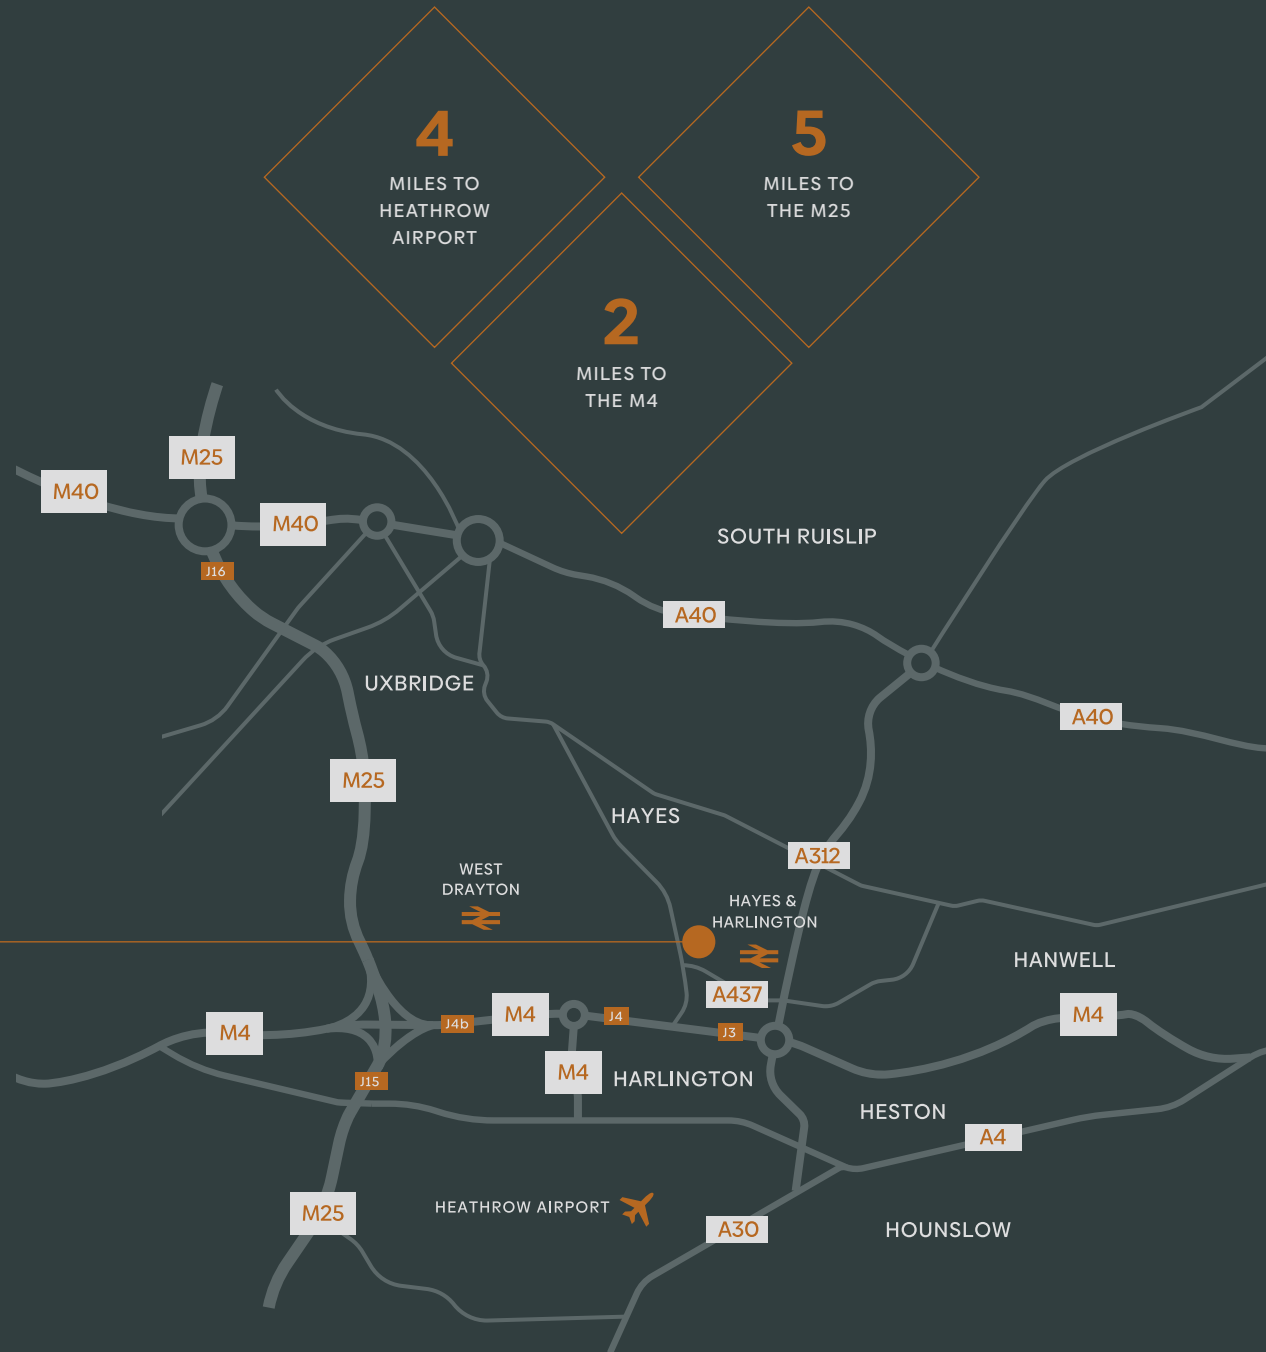 4
MILES TO
HEATHROW
AIRPORT
5
MILES TO
THE M25
2
MILES TO
THE M4
M25
M40
M40
J16
SOUTH RUISLIP
A40
UXBRIDGE
A40
M25
HAYES
A312
WEST
DRAYTON
HAYES &
HARLINGTON
HANWELL
A437
M4
M4
J4
M4
J4b
J3
M4
J15
HARLINGTON
HESTON
A4
M25
HEATHROW AIRPORT
A30
HOUNSLOW